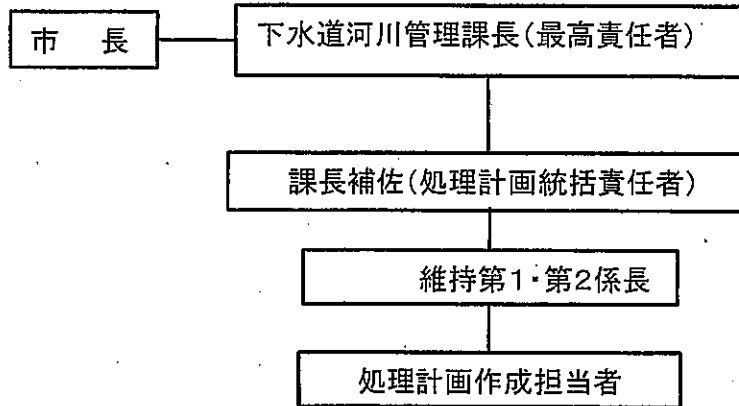 市 長
下水道河川管理課長(最高責任者)
課長補佐(処理計画統括責任者)
維持第1・第2係長
処理計画作成担当者